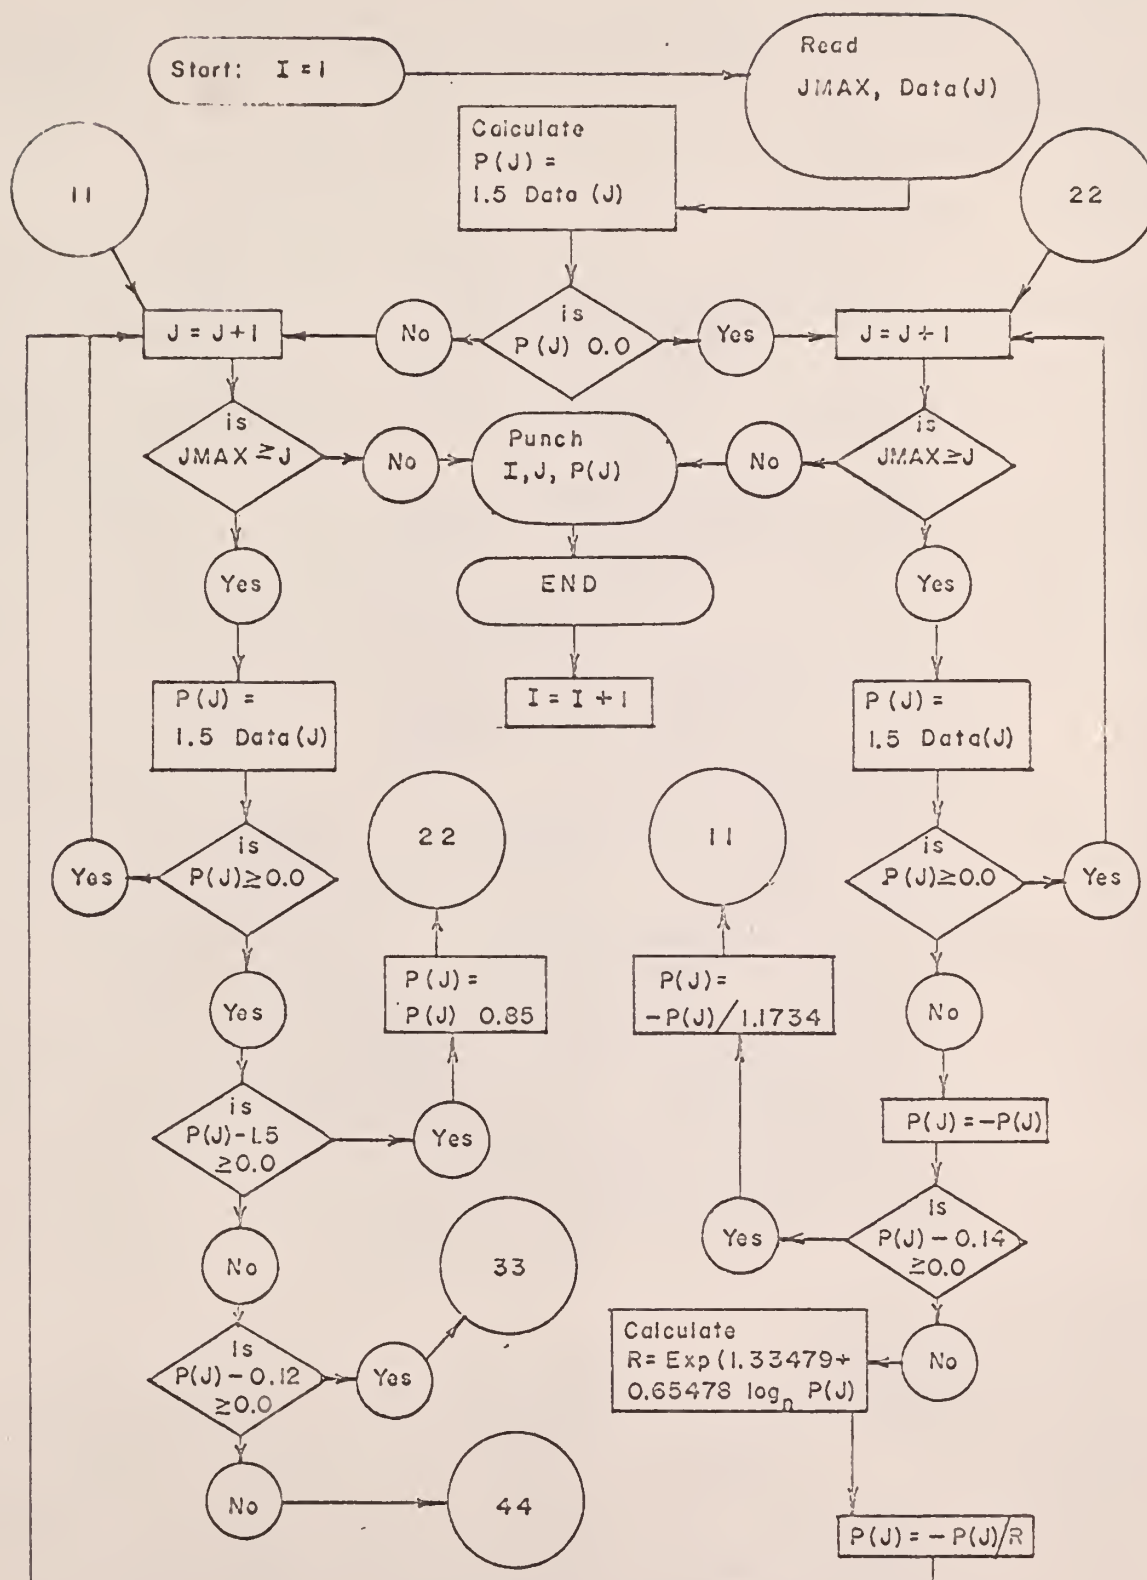 Start: I = 1
Read
JMAX, Data(J)
Calculate
P(J) =
1.5 Data (J)
11
22
J = J+1
No
is
P(J) 0.0
Yes
J = J+1
is
JMAX ≥ J
No
Punch
I, J, P(J)
No
is
JMAX ≥ J
Yes
END
Yes
P(J) =
1.5 Data(J)
I = I + 1
P(J) =
1.5 Data(J)
22
11
Yes
is
P(J) ≥ 0.0
is
P(J) ≥ 0.0
Yes
Yes
P(J) =
P(J) 0.85
P(J) =
-P(J)/1.1734
No
is
P(J) - 1.5
≥ 0.0
Yes
P(J) = -P(J)
No
33
Yes
is
P(J) - 0.14
≥ 0.0
is
P(J) - 0.12
≥ 0.0
Yes
Calculate
R = Exp (1.33479 +
0.65478 logn P(J)
No
No
44
P(J) = - P(J)/R